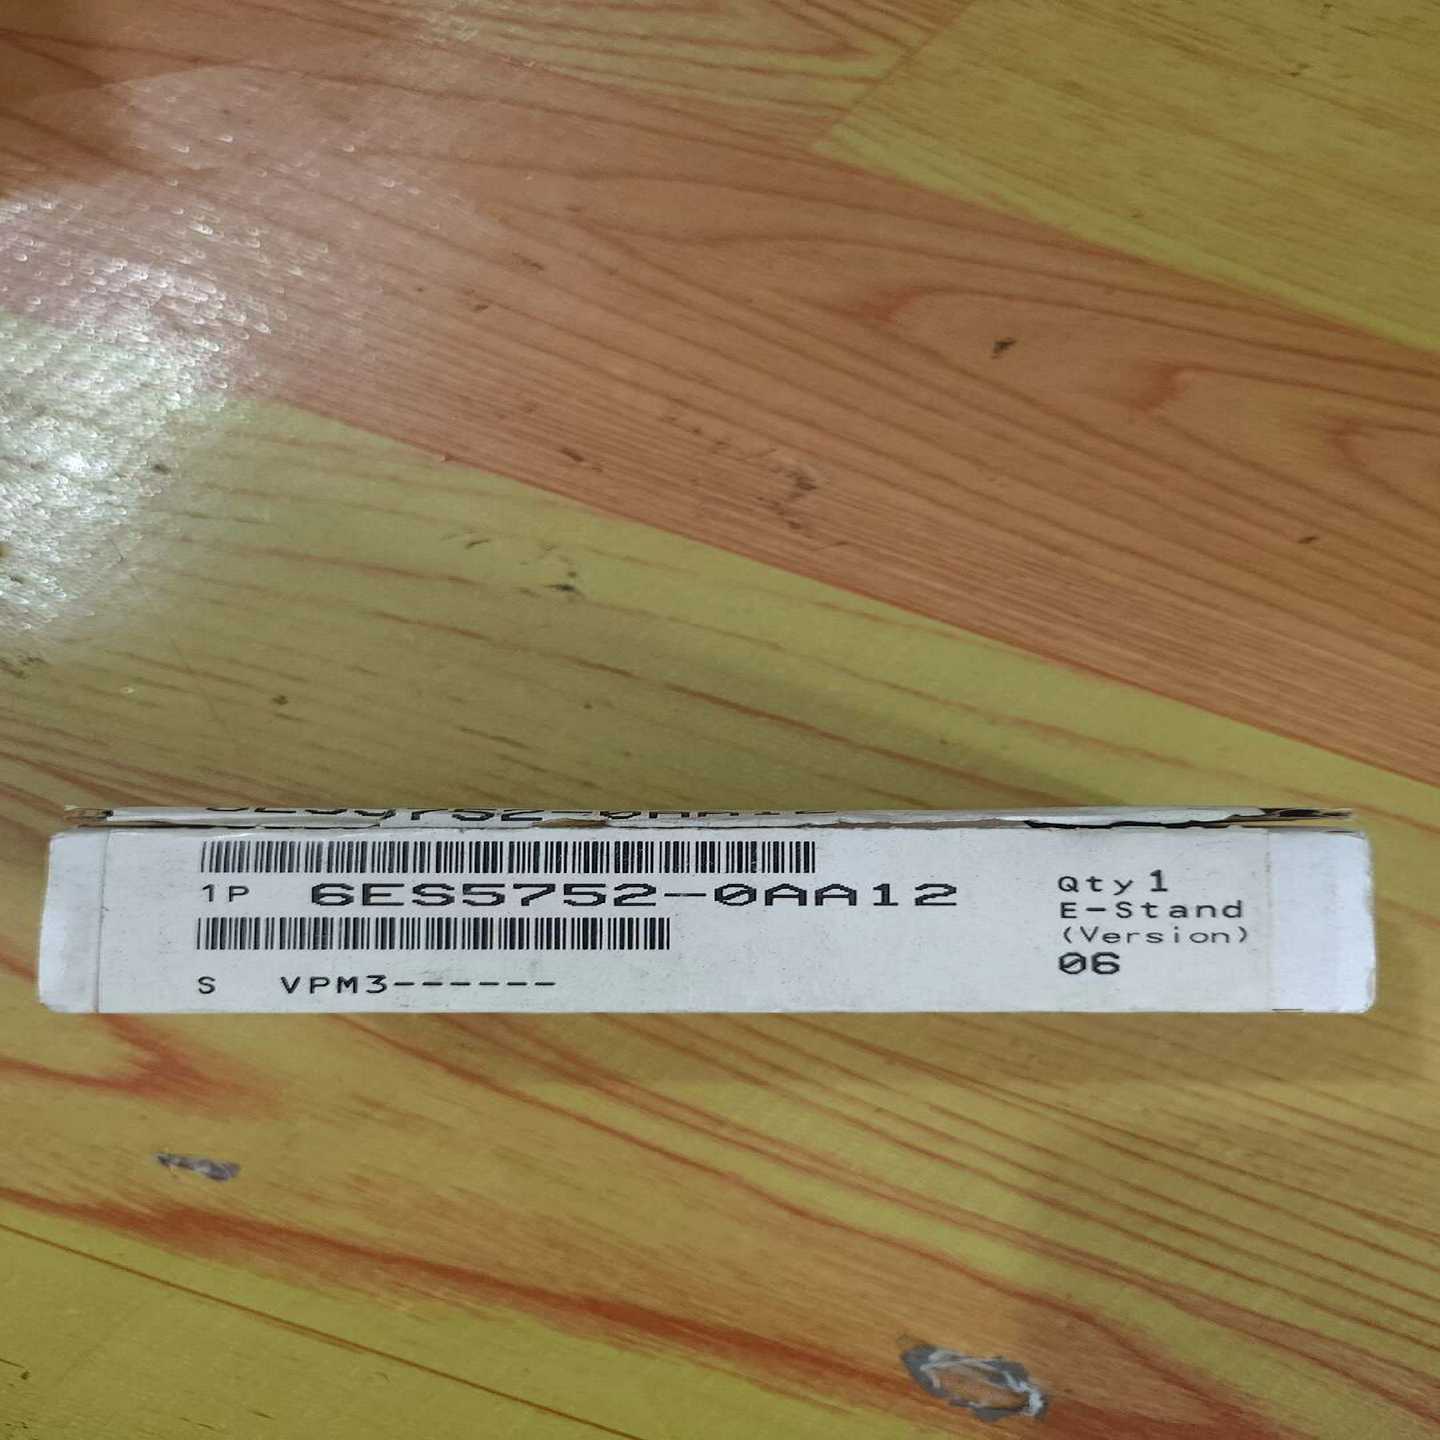 1P 6ES5752-0AA12
S VPM3------
Qty 1
E-Stand
(Version)
06